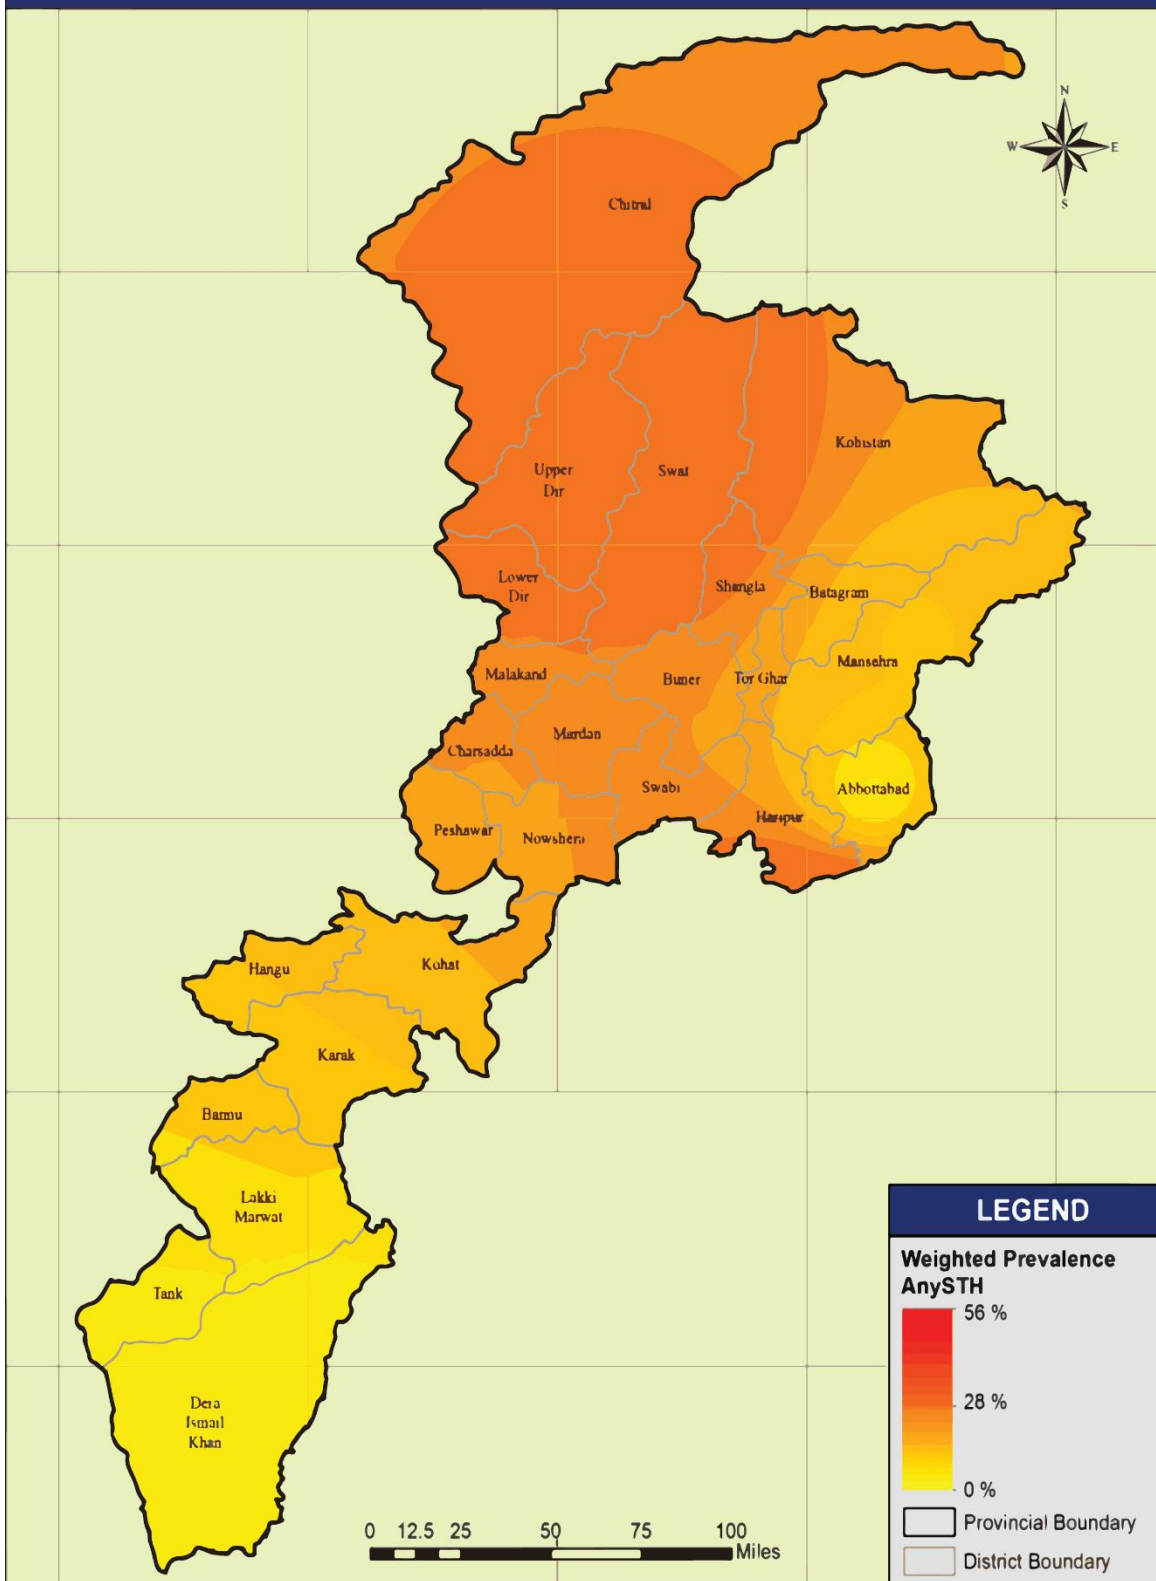 N
W
E
S
Chitral
Kohistan
Upper
Dir
Swat
Lower
Dir
Shangla
Batagram
Malakand
Buner
Tor Ghar
Mansehra
Charsadda
Mardan
Swabi
Abbottabad
Peshawar
Nowshera
Haripur
Hangu
Kohat
Karak
Bannu
Lakki
Marwat
Tank
Dera
Ismail
Khan
0 12.5 25 50 75 100
Miles
LEGEND
Weighted Prevalence
AnySTH
56 %
28 %
0 %
Provincial Boundary
District Boundary